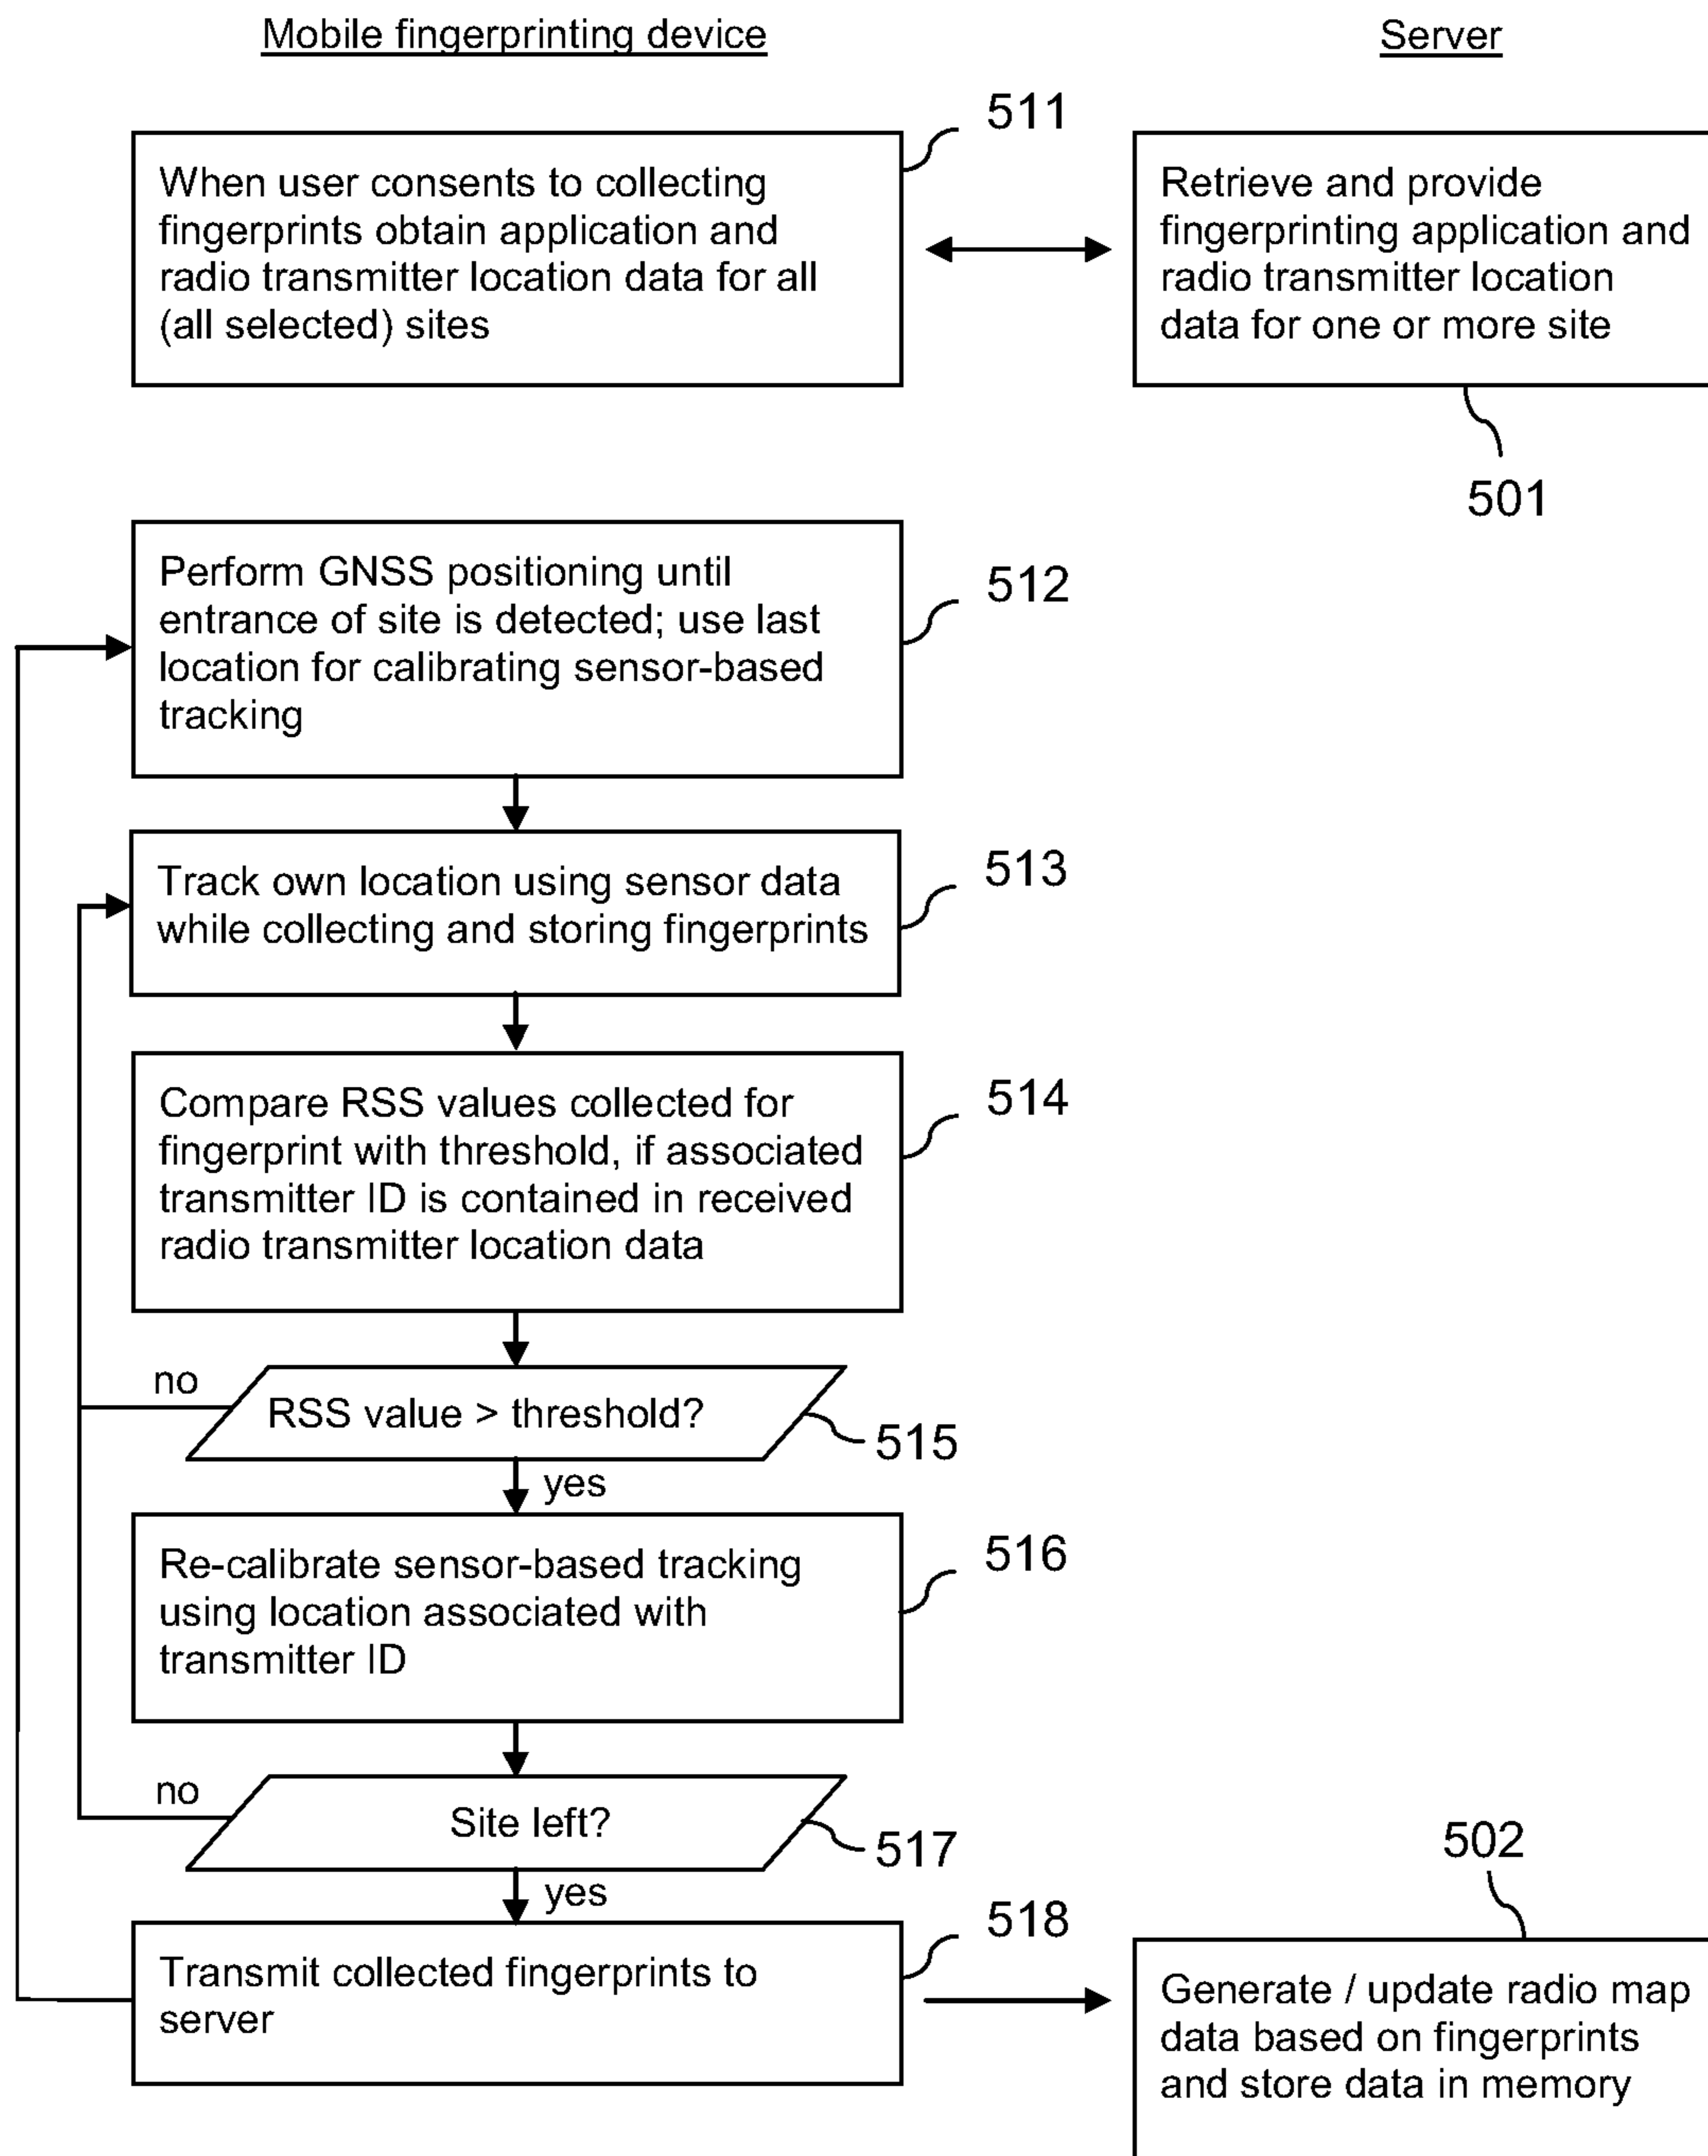 Mobile fingerprinting device
Server
511
When user consents to collecting
fingerprints obtain application and
radio transmitter location data for all
(all selected) sites
Retrieve and provide
fingerprinting application and
radio transmitter location
data for one or more site
501
Perform GNSS positioning until
entrance of site is detected; use last
location for calibrating sensor-based
tracking
512
Track own location using sensor data
while collecting and storing fingerprints
513
Compare RSS values collected for
fingerprint with threshold, if associated
transmitter ID is contained in received
radio transmitter location data
514
no
RSS value > threshold?
515
yes
Re-calibrate sensor-based tracking
using location associated with
transmitter ID
516
no
Site left?
517
yes
Transmit collected fingerprints to
server
518
502
Generate / update radio map
data based on fingerprints
and store data in memory